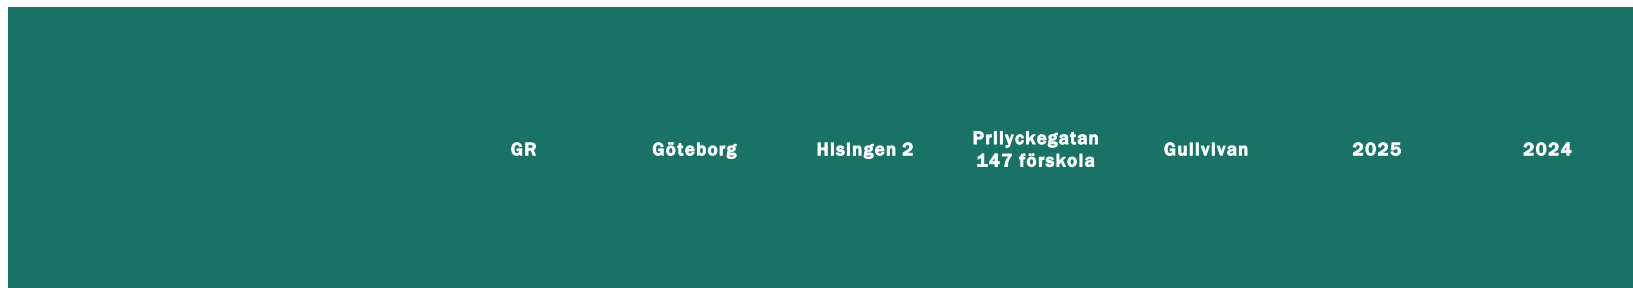 GR
Göteborg
Hisingen 2
Prilyckegatan
147 förskola
Gullvivan
2025
2024